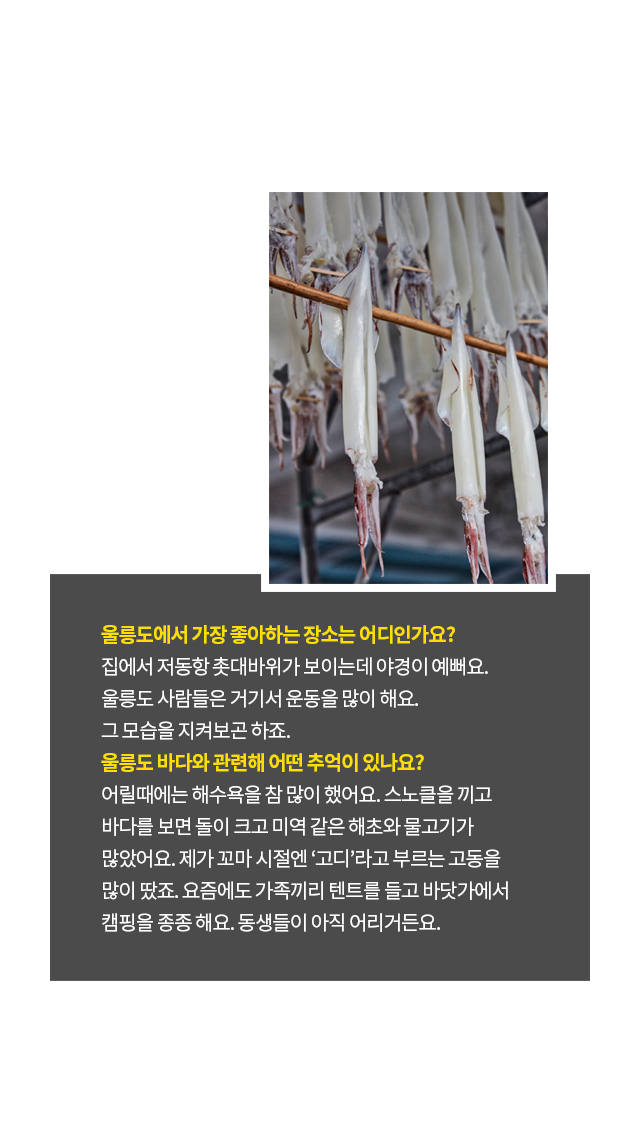 울릉도에서 가장 좋아하는 장소는 어디인가요?
집에서 저동항 촛대바위가 보이는데 야경이 예뻐요.
울릉도 사람들은 거기서 운동을 많이 해요.
그 모습을 지켜보곤 하죠.
울릉도 바다와 관련해 어떤 추억이 있나요?
어릴때에는 해수욕을 참 많이 했어요. 스노클을 끼고
바다를 보면 돌이 크고 미역 같은 해초와 물고기가
많았어요. 제가 꼬마 시절엔 ‘고디’라고 부르는 고동을
많이 땄죠. 요즘에도 가족끼리 텐트를 들고 바닷가에서
캠핑을 종종 해요. 동생들이 아직 어리거든요.